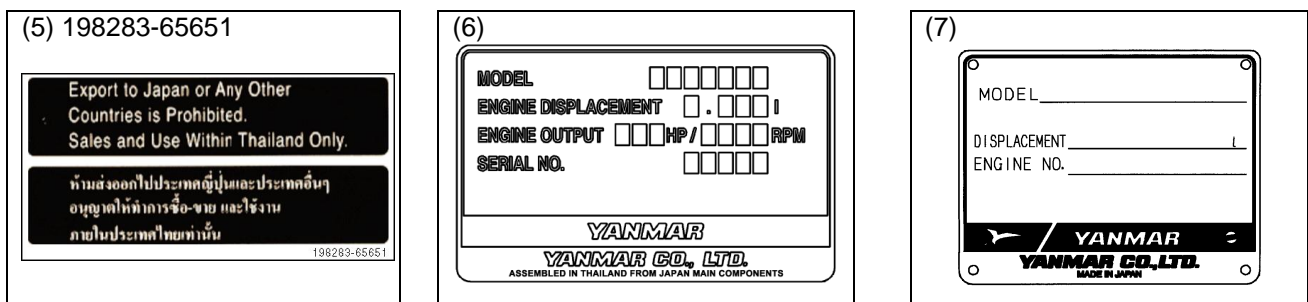 (5) 198283-65651
Export to Japan or Any Other
Countries is Prohibited.
Sales and Use Within Thailand Only.
ห้ามส่งออกไปประเทศญี่ปุ่นและประเทศอื่นๆ
อนุญาตให้ทำการซื้อ-ขาย และใช้งาน
ภายในประเทศไทยเท่านั้น
198283-65651
(6)
MODEL
ENGINE DISPLACEMENT . l
ENGINE OUTPUT HP / RPM
SERIAL NO.
YANMAR
YANMAR CO., LTD.
ASSEMBLED IN THAILAND FROM JAPAN MAIN COMPONENTS
(7)
MODEL
DISPLACEMENT L
ENGINE NO.
YANMAR
YANMAR CO.,LTD.
MADE IN JAPAN